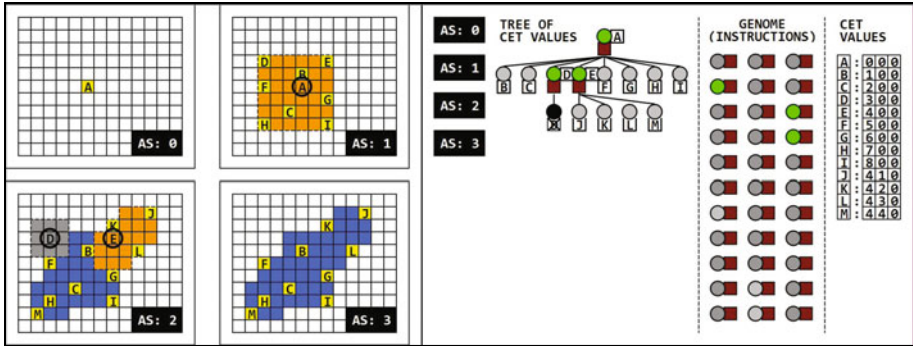 A
AS: 0
D E
B
F A
G
C
H I
AS: 1
J
K
D E
B L
F
G
C
H I
M
AS: 2
J
K
B L
F
G
C
H I
M
AS: 3
AS: 0
AS: 1
AS: 2
AS: 3
TREE OF
CET VALUES
A
B C D E F G H I
J K L M
GENOME
(INSTRUCTIONS)
CET
VALUES
A:000
B:100
C:200
D:300
E:400
F:500
G:600
H:700
I:800
J:410
K:420
L:430
M:440